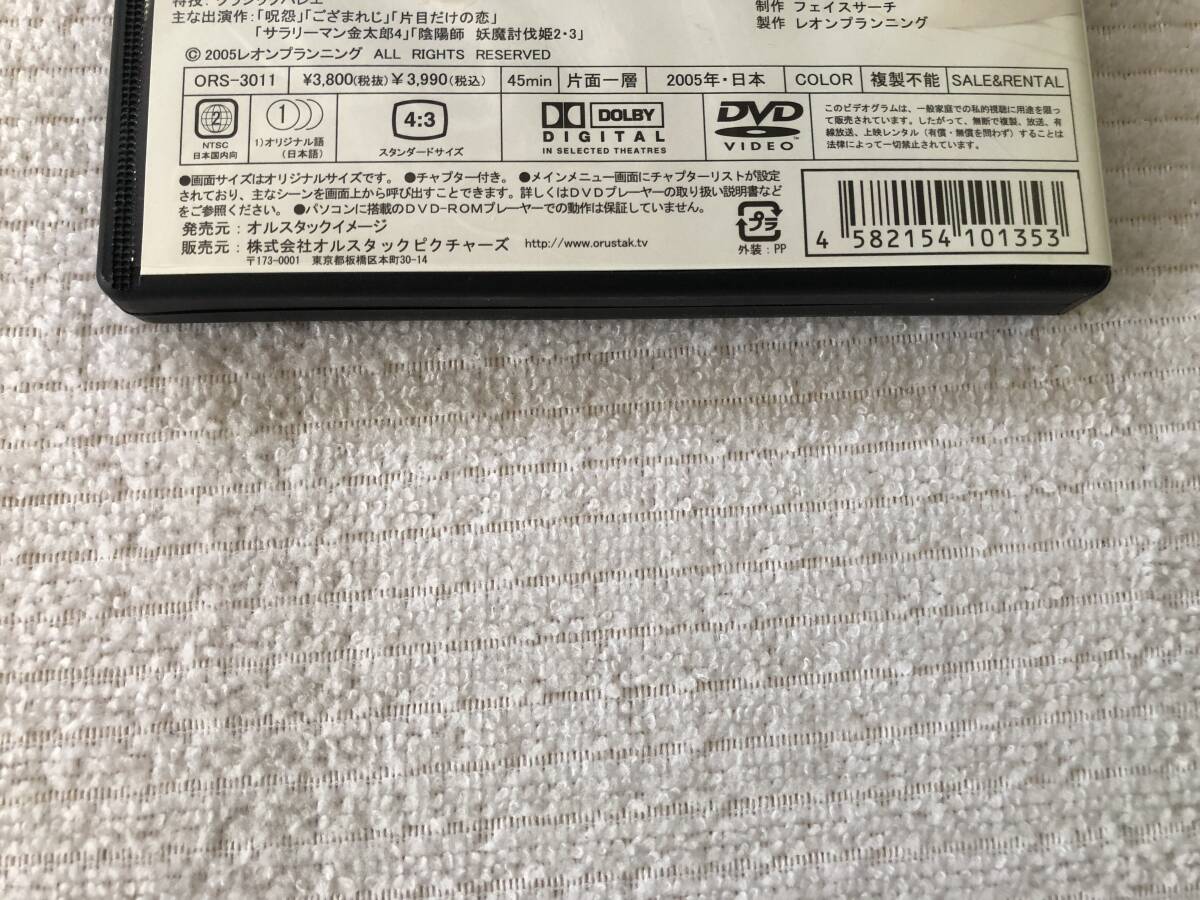 特技：クラシックバレエ
主な出演作：「呪怨」「ござまれじ」「片目だけの恋」
「サラリーマン金太郎4」「陰陽師 妖魔討伐姫2・3」
制作 フェイスサーチ
製作 レオンプランニング
© 2005レオンプランニング ALL RIGHTS RESERVED
ORS-3011 ¥3,800(税抜)¥3,990(税込) 45min 片面一層 2005年・日本 COLOR 複製不能 SALE&RENTAL
2
NTSC
日本国内向
1)
1)オリジナル語
(日本語)
4:3
スタンダードサイズ
DOLBY
DIGITAL
IN SELECTED THEATRES
DVD
VIDEO™
このビデオグラムは、一般家庭での私的視聴に用途を限っ
て販売されています。したがって、無断で複製、放送、有
線放送、上映レンタル(有償・無償を問わず)することは
法律によって一切禁止されています。
●画面サイズはオリジナルサイズです。 ●チャプター付き。 ●メインメニュー画面にチャプターリストが設定
されており、主なシーンを画面上から呼び出すことできます。詳しくはDVDプレーヤーの取り扱い説明書など
をご参照ください。 ●パソコンに搭載のDVD-ROMプレーヤーでの動作は保証していません。
発売元：オルスタックイメージ
販売元：株式会社オルスタックピクチャーズ http://www.orustak.tv
〒173-0001 東京都板橋区本町30-14
プラ
外装：PP
4 582154 101353